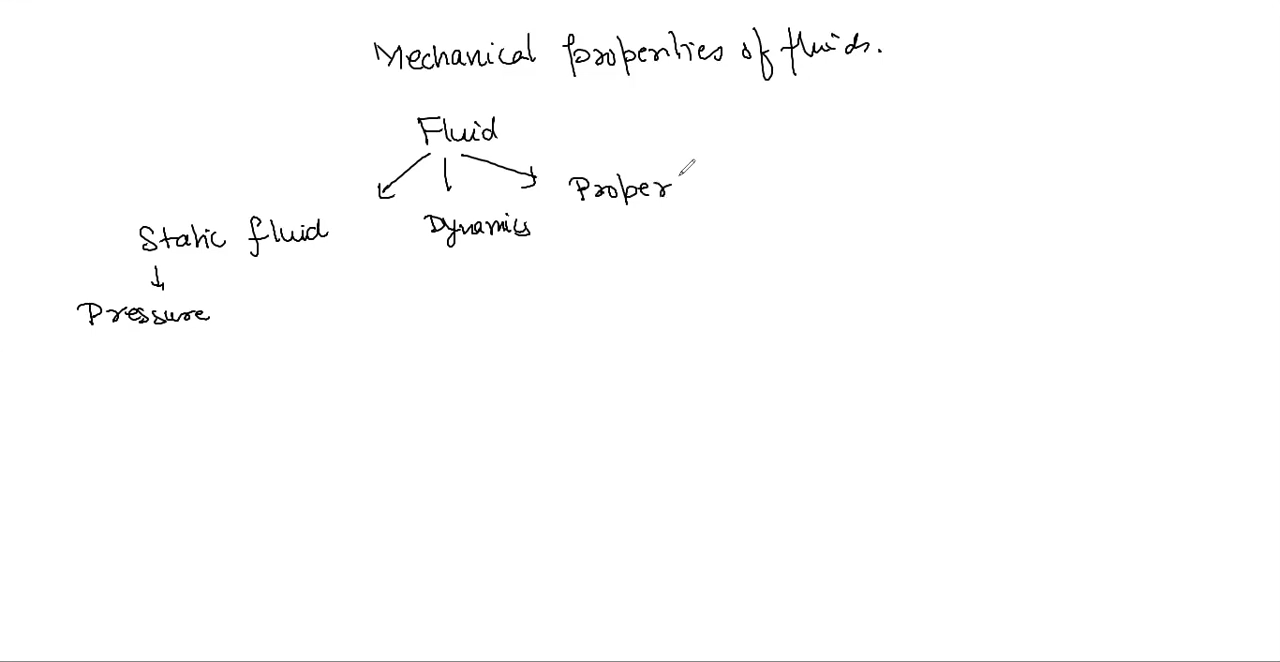 Mechanical properties of fluids.
Fluid
Proper
Static fluid
Dynamics
Pressure